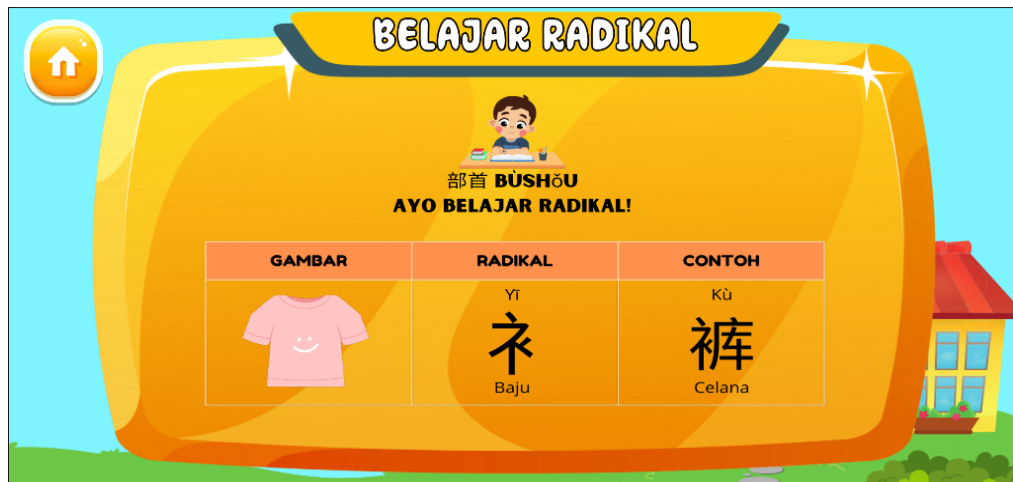 BELAJAR RADIKAL
部首 BÙSHǒU
AYO BELAJAR RADIKAL!
GAMBAR RADIKAL CONTOH
Yī Kù
衤 裤
Baju Celana